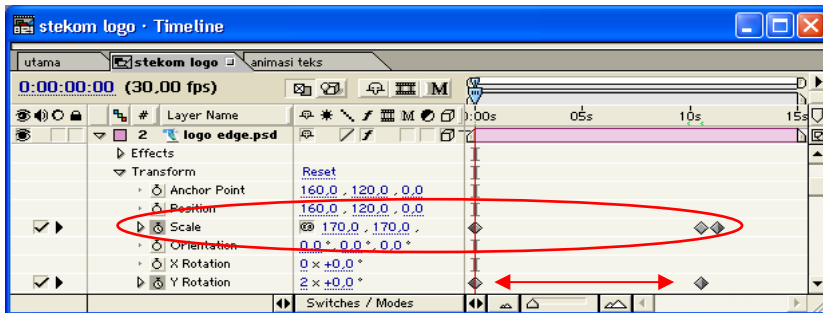 stekom logo · Timeline
utama stekom logo animasi teks
0:00:00:00 (30,00 fps) M
# Layer Name M 0:00s 05s 10s 15s
2 logo edge.psd
Effects
Transform Reset
Anchor Point 160,0 , 120,0 , 0,0
Position 160,0 , 120,0 , 0,0
Scale 170,0 , 170,0 ,
Orientation 0,0 °, 0,0 °, 0,0 °
X Rotation 0 × +0,0 °
Y Rotation 2 × +0,0 °
Switches / Modes